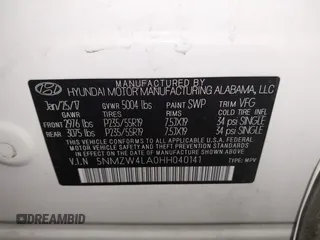 MANUFACTURED BY
HYUNDAI MOTOR MANUFACTURING ALABAMA, LLC
Jan/25/17 GVWR 5004 lbs. PAINT SWP TRIM VFG
GAWR TIRES RIMS COLD TIRE INFL.
FRONT 2976 lbs P235/55R19 7.5JX19 34 psi SINGLE
REAR 3075 lbs P235/55R19 7.5JX19 34 psi SINGLE
THIS VEHICLE CONFORMS TO ALL APPLICABLE
U.S. FEDERAL MOTOR VEHICLE SAFETY AND THEFT
PREVENTION STANDARDS IN EFFECT ON THE DATE
OF MANUFACTURE SHOWN ABOVE.
V.I.N 5NMZW4LA0HH040141 TYPE: MPV
DREAMBID